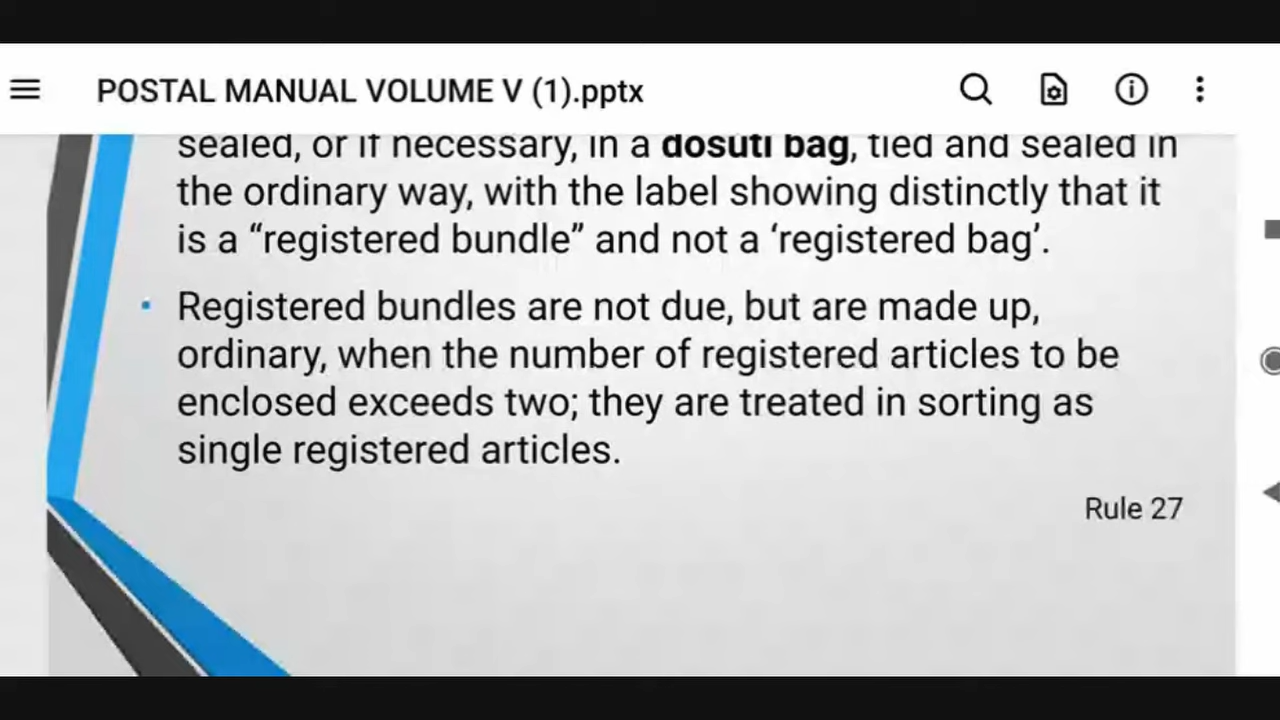 POSTAL MANUAL VOLUME V (1).pptx
sealed, or if necessary, in a dosuti bag, tied and sealed in
the ordinary way, with the label showing distinctly that it
is a “registered bundle” and not a ‘registered bag’.
Registered bundles are not due, but are made up,
ordinary, when the number of registered articles to be
enclosed exceeds two; they are treated in sorting as
single registered articles.
Rule 27